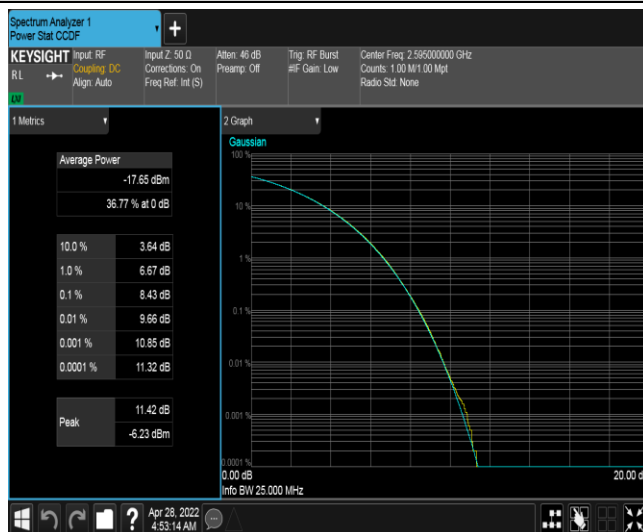 Spectrum Analyzer 1
Power Stat CCDF
+
KEYSIGHT
RL
Input: RF
Coupling: DC
Align: Auto
Input Z: 50 Ω
Corrections: On
Freq Ref: Int (S)
Atten: 46 dB
Preamp: Off
Trig: RF Burst
#IF Gain: Low
Center Freq: 2.595000000 GHz
Counts: 1.00 M/1.00 Mpt
Radio Std: None
1 Metrics
Average Power
-17.65 dBm
36.77 % at 0 dB
10.0 % 3.64 dB
1.0 % 6.67 dB
0.1 % 8.43 dB
0.01 % 9.66 dB
0.001 % 10.85 dB
0.0001 % 11.32 dB
Peak
11.42 dB
-6.23 dBm
2 Graph
Gaussian
100 %
10 %
1 %
0.1 %
0.01 %
0.001 %
0.0001 %
0.00 dB
20.00 d
Info BW 25.000 MHz
?
Apr 28, 2022
4:53:14 AM